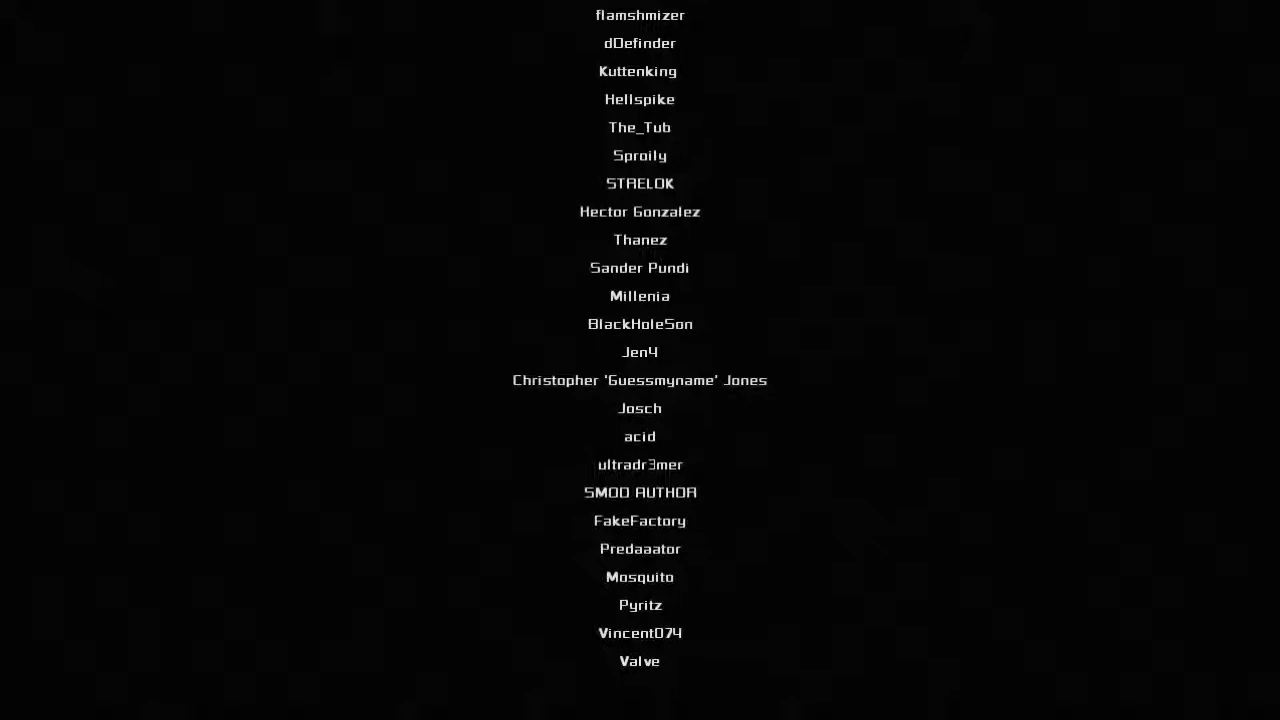 flamshmizer
dDefinder
Kuttenking
Hellspike
The_Tub
Sproily
STRELOK
Hector Gonzalez
Thanez
Sander Pundi
Millenia
BlackHoleSon
Jen4
Christopher 'Guessmyname' Jones
Josch
acid
ultradr3mer
SMOD AUTHOR
FakeFactory
Predaaator
Mosquito
Pyritz
Vincent074
Valve